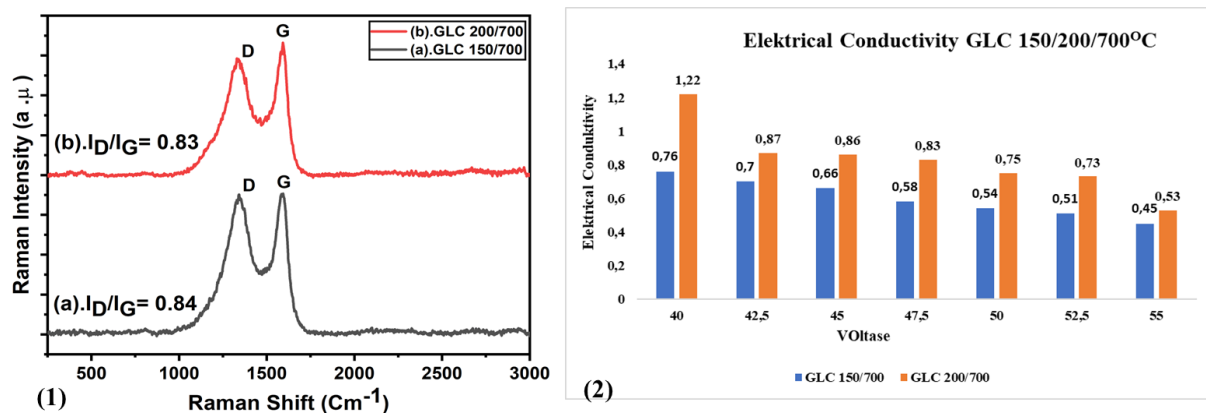 (b).GLC 200/700
(a).GLC 150/700
D
G
(b).ID/IG= 0.83
D
G
(a).ID/IG= 0.84
Raman Intensity (a .μ )
500 1000 1500 2000 2500 3000
Raman Shift (Cm-1)
(1)
Elektrical Conductivity GLC 150/200/700OC
1,4
1,2
1
0,8
0,6
0,4
0,2
0
Elektrical Conduktivity
0,76 1,22
0,7 0,87
0,66 0,86
0,58 0,83
0,54 0,75
0,51 0,73
0,45 0,53
40 42,5 45 47,5 50 52,5 55
VOltase
GLC 150/700 GLC 200/700
(2)